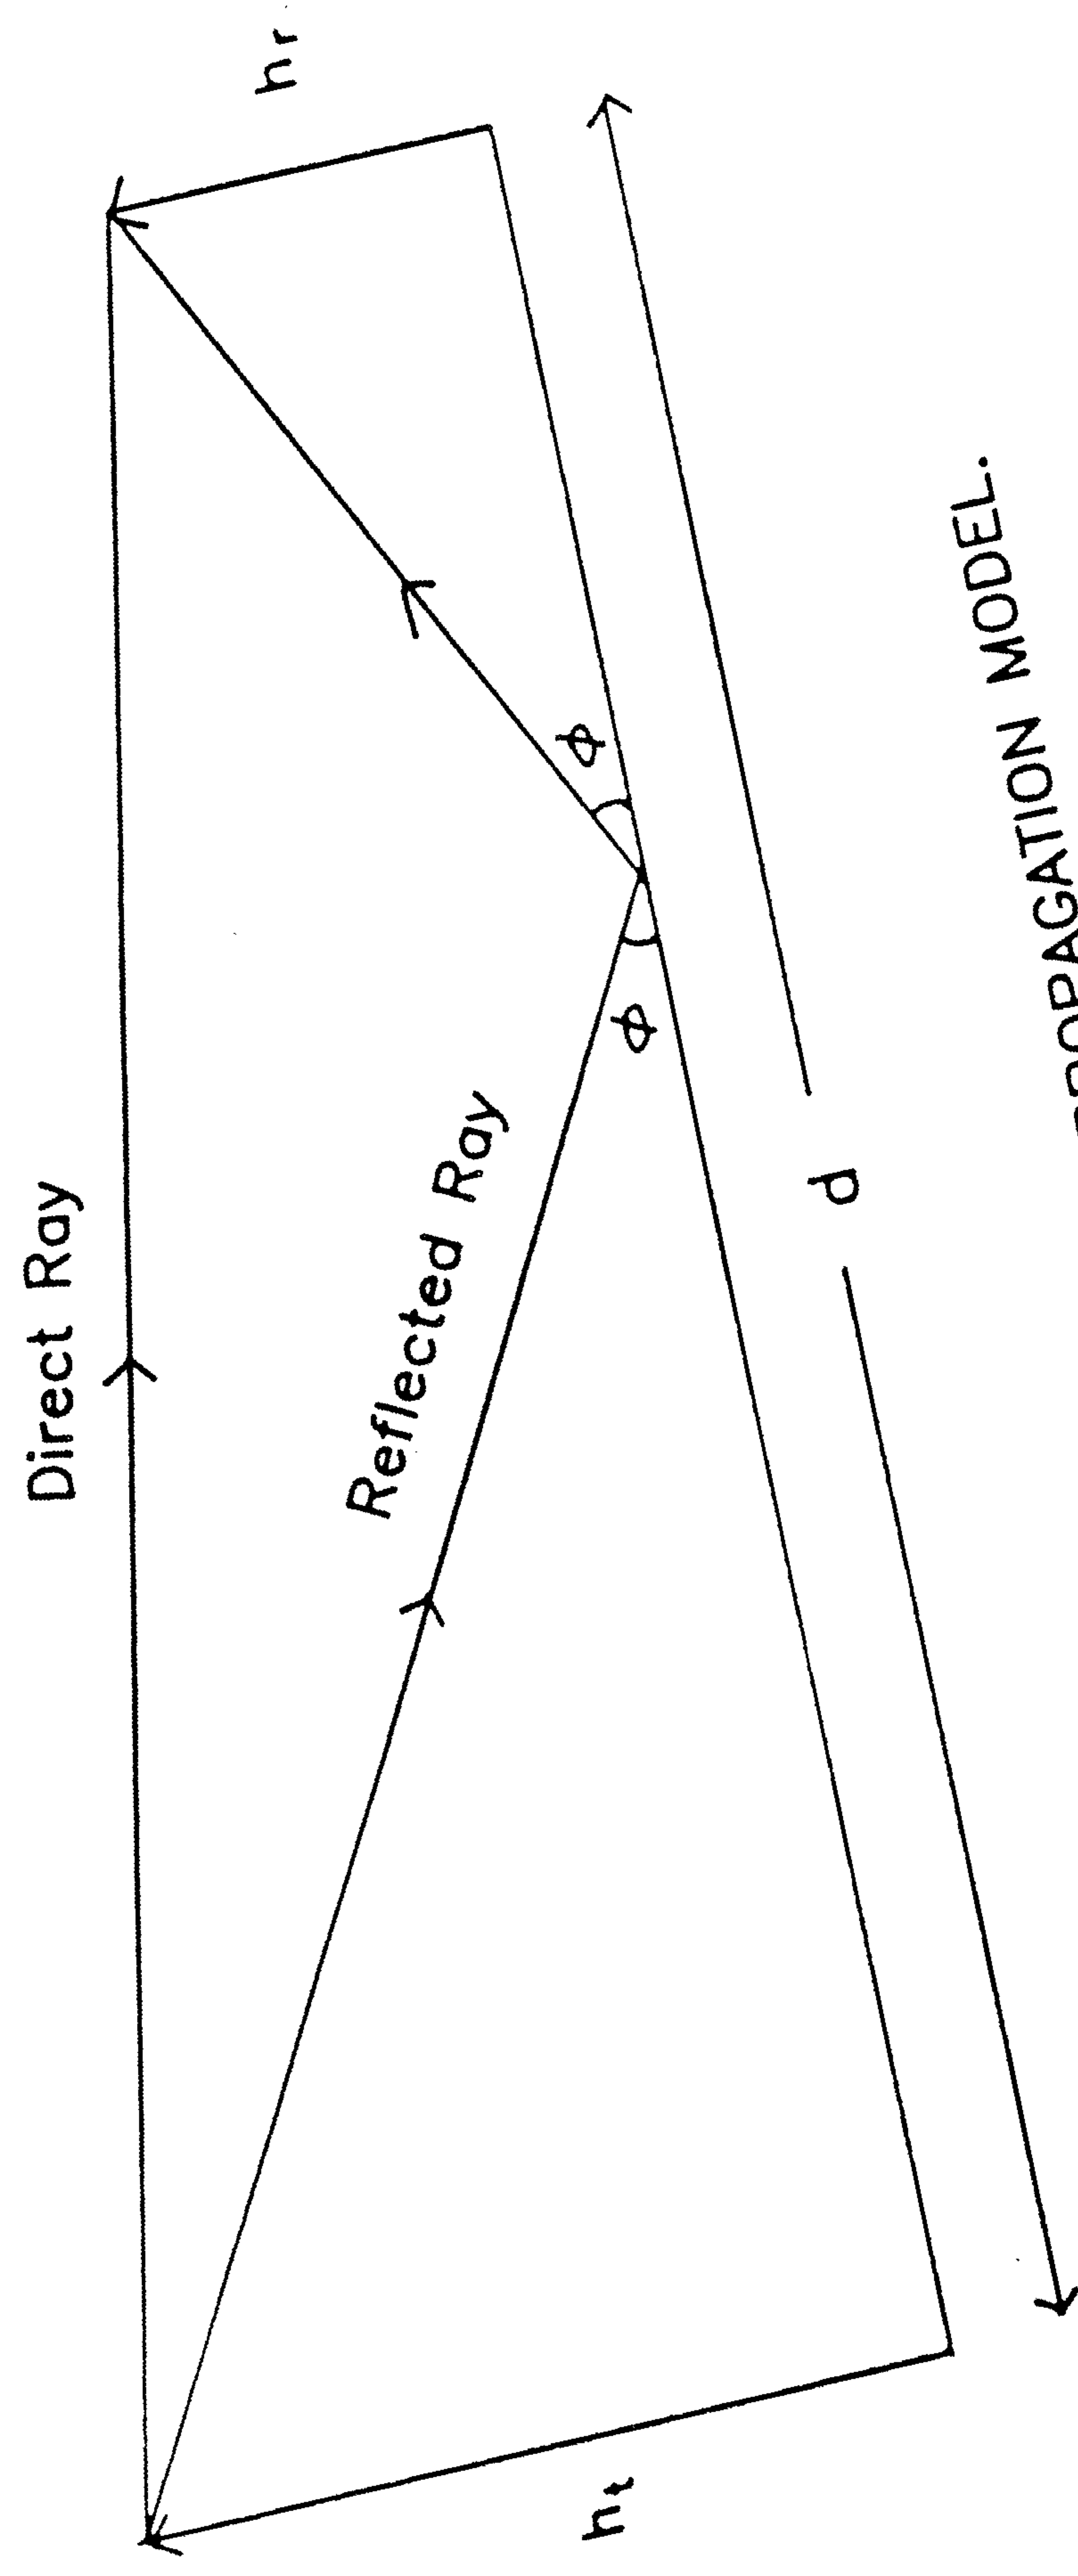 Direct Ray
Reflected Ray
hr
ht
ϕ
ϕ
d
PROPAGATION MODEL.